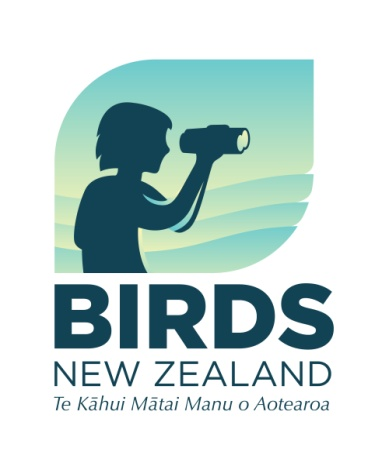 BIRDS
NEW ZEALAND
Te Kāhui Mātai Manu o Aotearoa